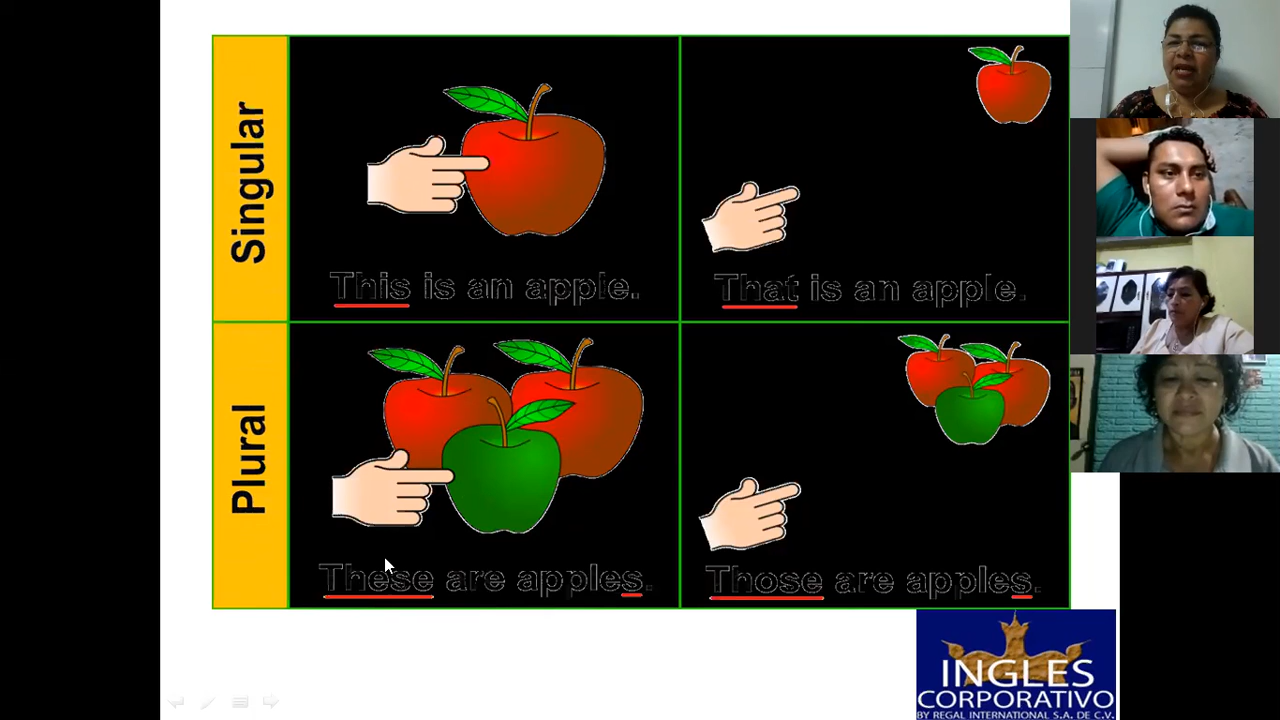 Singular
This is an apple.
That is an apple.
Plural
These are apples.
Those are apples.
INGLES
CORPORATIVO
BY REGAL INTERNATIONAL S.A. DE C.V.